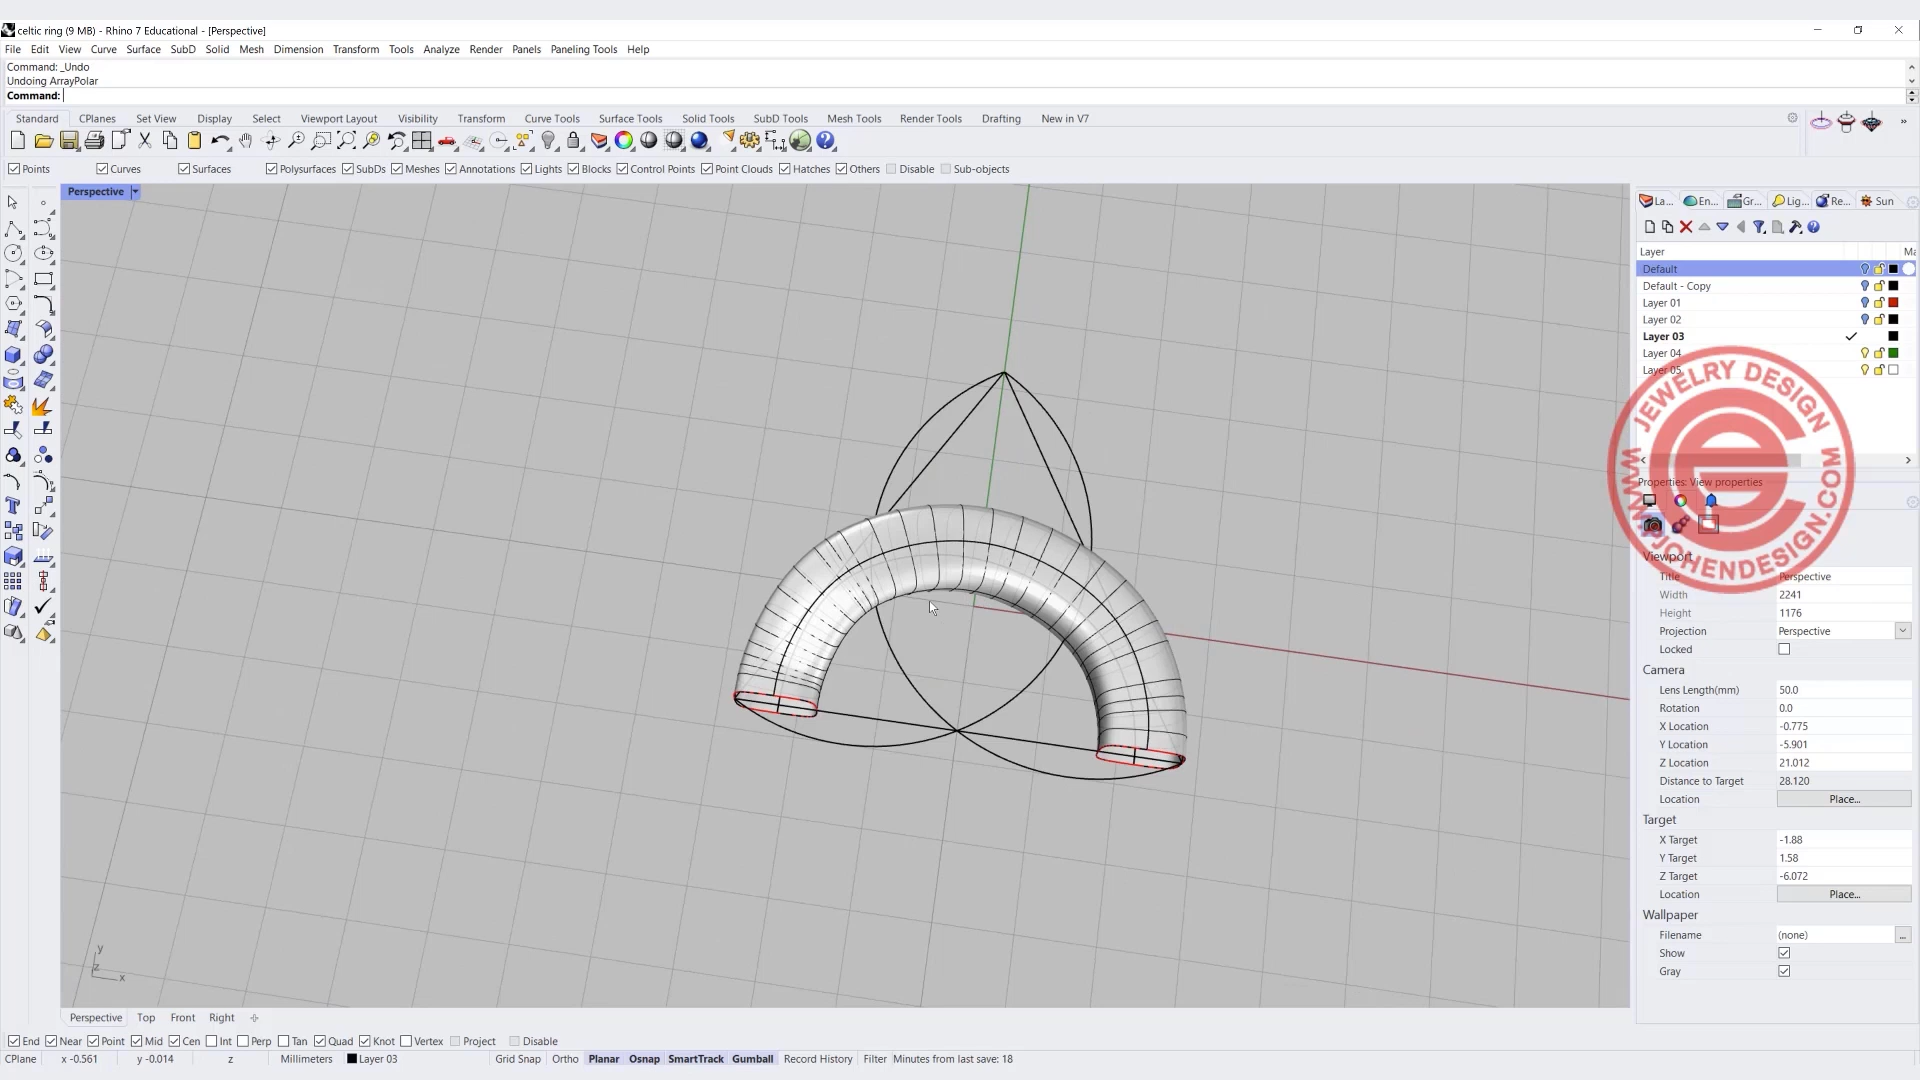 celtic ring (9 MB) - Rhino 7 Educational - [Perspective]
File Edit View Curve Surface SubD Solid Mesh Dimension Transform Tools Analyze Render Panels Paneling Tools Help
Command: _Undo
Undoing ArrayPolar
Command:
Standard CPlanes Set View Display Select Viewport Layout Visibility Transform Curve Tools Surface Tools Solid Tools SubD Tools Mesh Tools Render Tools Drafting New in V7
Points Curves Surfaces Polysurfaces SubDs Meshes Annotations Lights Blocks Control Points Point Clouds Hatches Others Disable Sub-objects
Perspective
La... En... Gr... Lig... Re... Sun
Layer Ma
Default
Default - Copy
Layer 01
Layer 02
Layer 03
Layer 04
Layer 05
JEWELRY DESIGN
WWW.JOHENDESIGN.COM
Properties: View properties
Viewport
Title Perspective
Width 2241
Height 1176
Projection Perspective
Locked
Camera
Lens Length(mm) 50.0
Rotation 0.0
X Location -0.775
Y Location -5.901
Z Location 21.012
Distance to Target 28.120
Location Place...
Target
X Target -1.88
Y Target 1.58
Z Target -6.072
Location Place...
Wallpaper
Filename (none) ...
Show
Gray
y
z
x
Perspective Top Front Right
End Near Point Mid Cen Int Perp Tan Quad Knot Vertex Project Disable
CPlane x -0.561 y -0.014 z Millimeters Layer 03 Grid Snap Ortho Planar Osnap SmartTrack Gumball Record History Filter Minutes from last save: 18